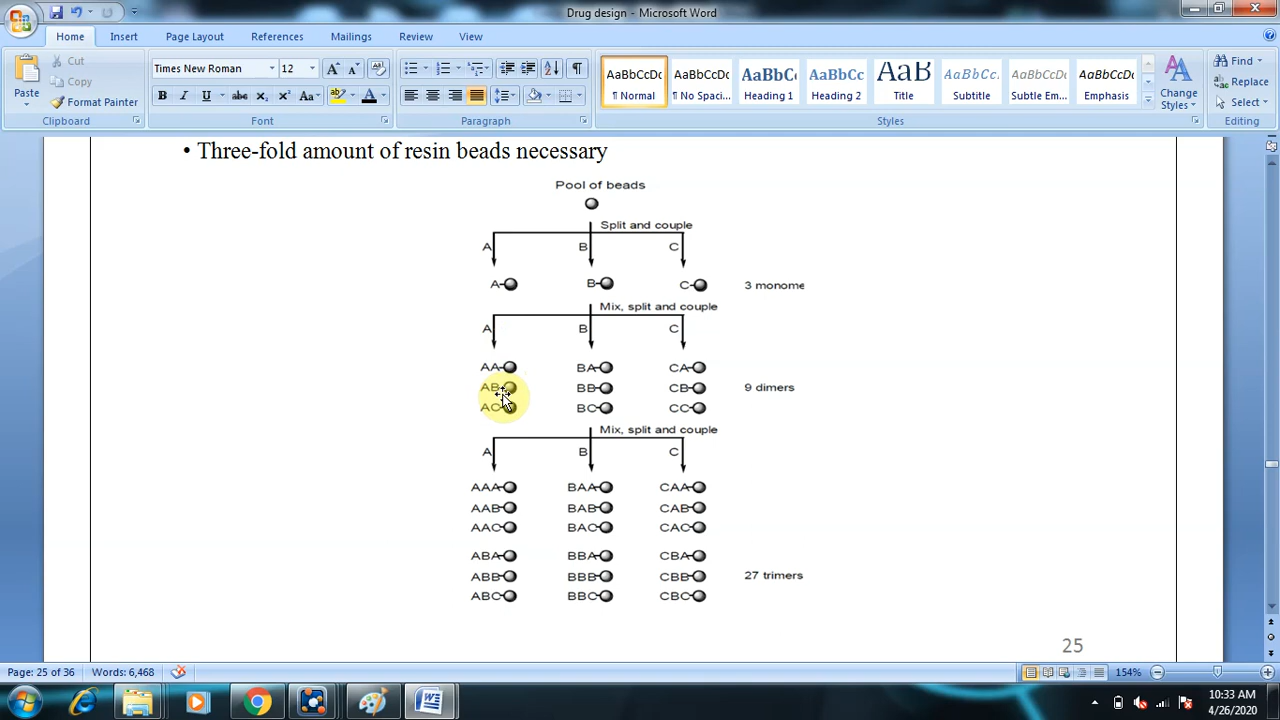 Drug design - Microsoft Word
Home Insert Page Layout References Mailings Review View
Paste
Cut
Copy
Format Painter
Clipboard
Times New Roman 12
Font
Paragraph
AaBbCcDc AaBbCcDc AaBbCc AaBbCc AaB AaBbCc. AaBbCcDc AaBbCcDc
¶ Normal ¶ No Spaci... Heading 1 Heading 2 Title Subtitle Subtle Em... Emphasis
Styles
Change Styles
Find
Replace
Select
Editing
• Three-fold amount of resin beads necessary
Pool of beads
Split and couple
A B C
A B C 3 monome
Mix, split and couple
A B C
AA BA CA
AB BB CB 9 dimers
AC BC CC
Mix, split and couple
A B C
AAA BAA CAA
AAB BAB CAB
AAC BAC CAC
ABA BBA CBA
ABB BBB CBB 27 trimers
ABC BBC CBC
25
Page: 25 of 36 Words: 6,468 154%
10:33 AM
4/26/2020